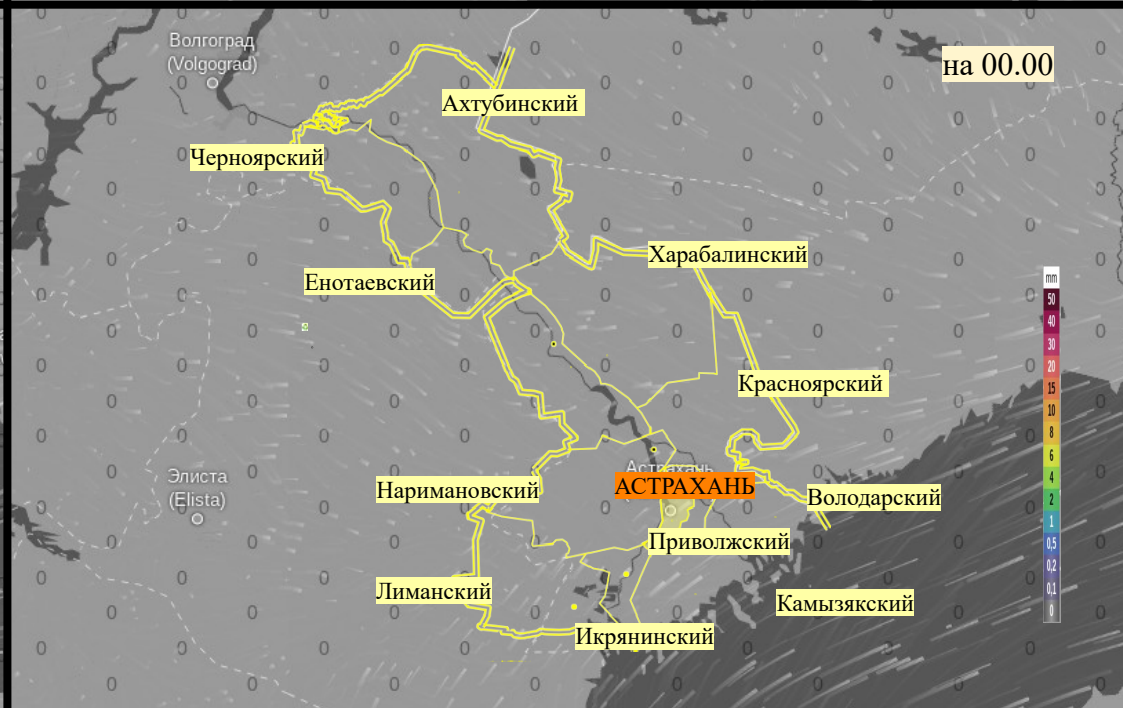 Волгоград
(Volgograd)
на 00.00
Ахтубинский
Черноярский
Харабалинский
Енотаевский
mm
50
40
30
20
15
10
8
6
4
2
1
0,5
0,2
0,1
0
Красноярский
Элиста
(Elista)
Астрахань
АСТРАХАНЬ
Наримановский
Володарский
Приволжский
Лиманский
Камызякский
Икрянинский